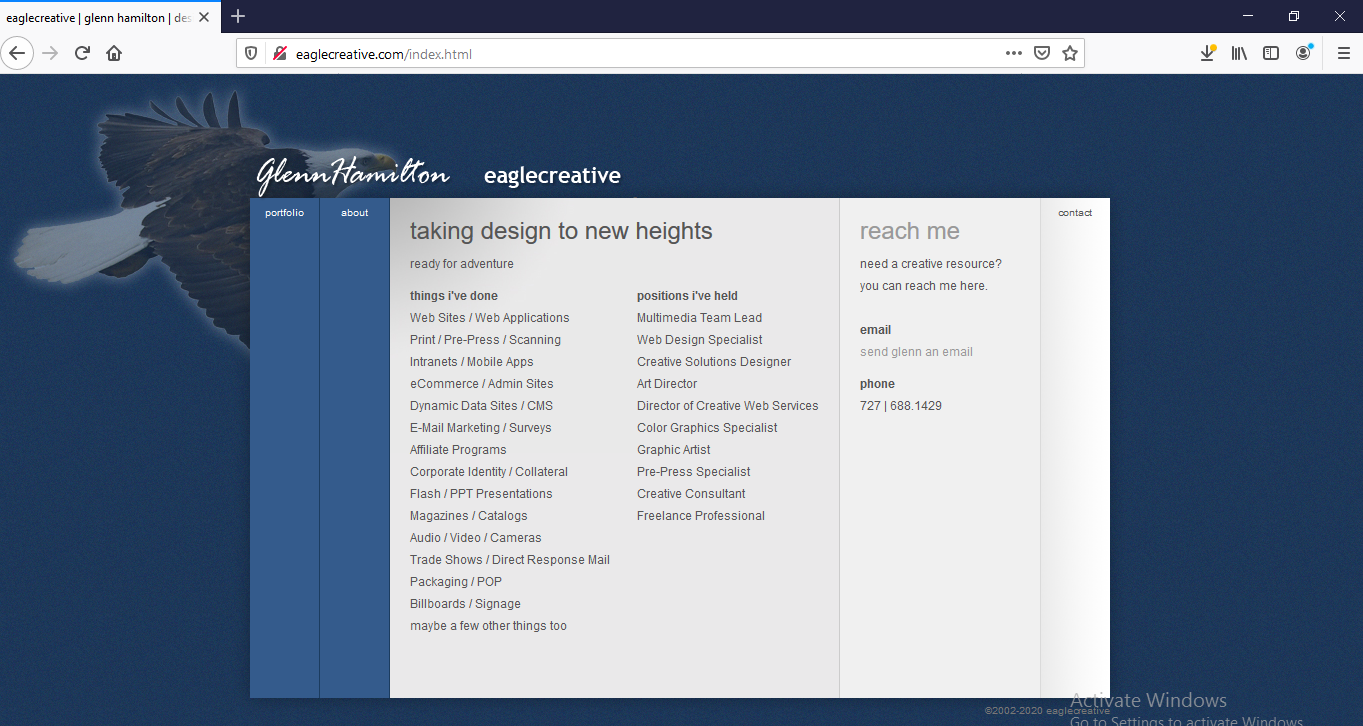 eaglecreative | glenn hamilton | des
eaglecreative.com/index.html
GlennHamilton eaglecreative
portfolio
about
taking design to new heights
ready for adventure
things i've done
Web Sites / Web Applications
Print / Pre-Press / Scanning
Intranets / Mobile Apps
eCommerce / Admin Sites
Dynamic Data Sites / CMS
E-Mail Marketing / Surveys
Affiliate Programs
Corporate Identity / Collateral
Flash / PPT Presentations
Magazines / Catalogs
Audio / Video / Cameras
Trade Shows / Direct Response Mail
Packaging / POP
Billboards / Signage
maybe a few other things too
positions i've held
Multimedia Team Lead
Web Design Specialist
Creative Solutions Designer
Art Director
Director of Creative Web Services
Color Graphics Specialist
Graphic Artist
Pre-Press Specialist
Creative Consultant
Freelance Professional
reach me
need a creative resource?
you can reach me here.
email
send glenn an email
phone
727 | 688.1429
contact
©2002-2020 eaglecreative
Activate Windows
Go to Settings to activate Windows.